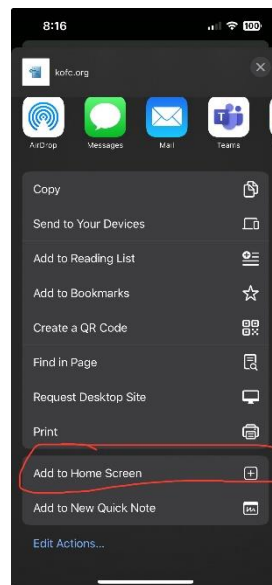 8:16
100
kofc.org
AirDrop
Messages
Mail
Teams
Copy
Send to Your Devices
Add to Reading List
Add to Bookmarks
Create a QR Code
Find in Page
Request Desktop Site
Print
Add to Home Screen
Add to New Quick Note
Edit Actions...